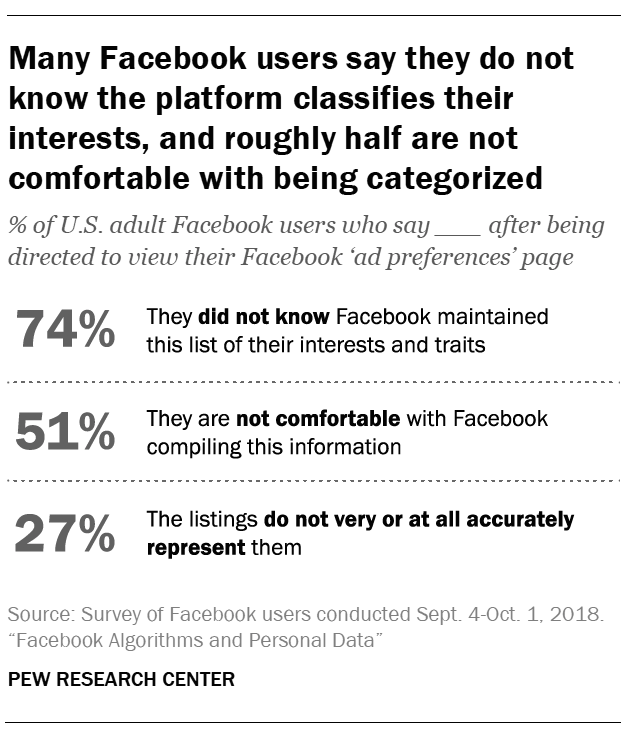 Many Facebook users say they do not
know the platform classifies their
interests, and roughly half are not
comfortable with being categorized
% of U.S. adult Facebook users who say ___ after being
directed to view their Facebook ‘ad preferences’ page
74%
They did not know Facebook maintained
this list of their interests and traits
51%
They are not comfortable with Facebook
compiling this information
27%
The listings do not very or at all accurately
represent them
Source: Survey of Facebook users conducted Sept. 4-Oct. 1, 2018.
“Facebook Algorithms and Personal Data”
PEW RESEARCH CENTER